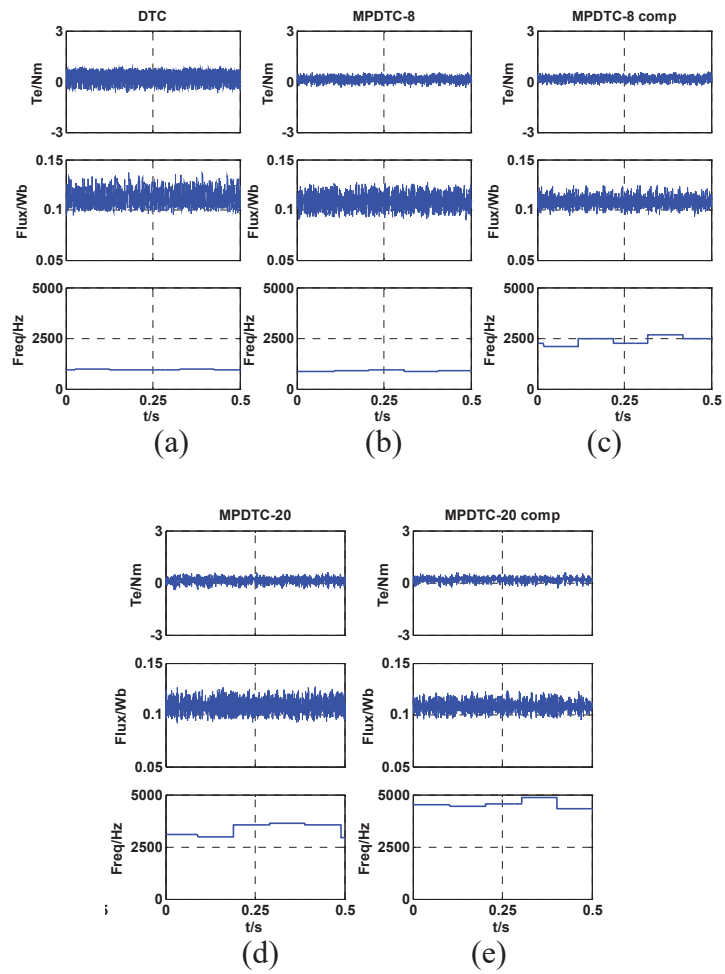 DTC
MPDTC-8
MPDTC-8 comp
3
0
-3
Te/Nm
3
0
-3
Te/Nm
3
0
-3
Te/Nm
0.15
0.1
0.05
Flux/Wb
0.15
0.1
0.05
Flux/Wb
0.15
0.1
0.05
Flux/Wb
5000
2500
0
Freq/Hz
0 0.25 0.5
t/s
5000
2500
0
Freq/Hz
0 0.25 0.5
t/s
5000
2500
0
Freq/Hz
0 0.25 0.5
t/s
(a)
(b)
(c)
MPDTC-20
MPDTC-20 comp
3
0
-3
Te/Nm
3
0
-3
Te/Nm
0.15
0.1
0.05
Flux/Wb
0.15
0.1
0.05
Flux/Wb
5000
2500
0
Freq/Hz
0 0.25 0.5
t/s
5000
2500
0
Freq/Hz
0 0.25 0.5
t/s
(d)
(e)